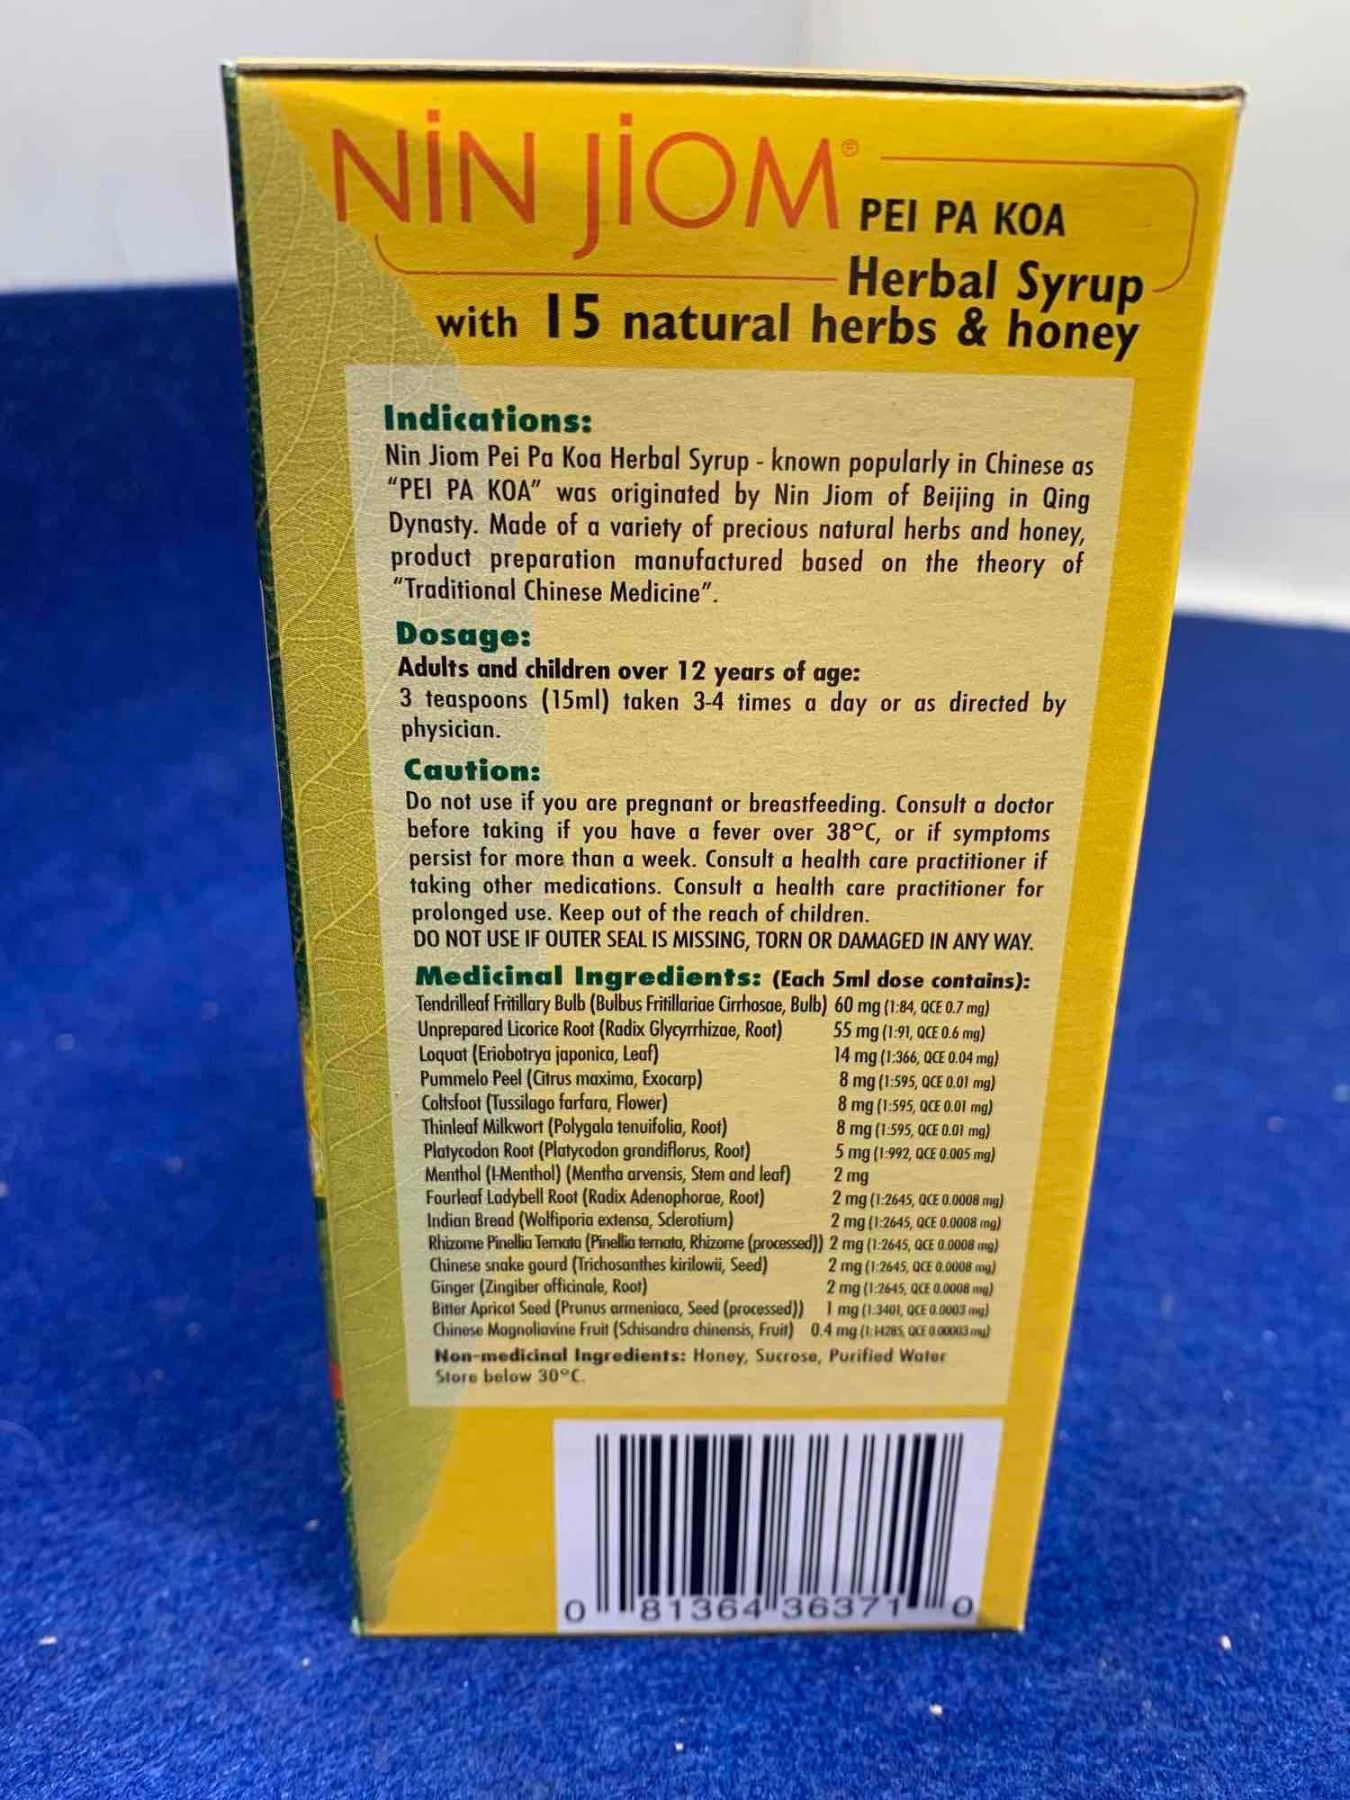 NIN JIOM® PEI PA KOA
Herbal Syrup
with 15 natural herbs & honey
Indications:
Nin Jiom Pei Pa Koa Herbal Syrup - known popularly in Chinese as
"PEI PA KOA" was originated by Nin Jiom of Beijing in Qing
Dynasty. Made of a variety of precious natural herbs and honey,
product preparation manufactured based on the theory of
"Traditional Chinese Medicine".
Dosage:
Adults and children over 12 years of age:
3 teaspoons (15ml) taken 3-4 times a day or as directed by
physician.
Caution:
Do not use if you are pregnant or breastfeeding. Consult a doctor
before taking if you have a fever over 38°C, or if symptoms
persist for more than a week. Consult a health care practitioner if
taking other medications. Consult a health care practitioner for
prolonged use. Keep out of the reach of children.
DO NOT USE IF OUTER SEAL IS MISSING, TORN OR DAMAGED IN ANY WAY.
Medicinal Ingredients: (Each 5ml dose contains):
Tendrilleaf Fritillary Bulb (Bulbus Fritillariae Cirrhosae, Bulb) 60 mg (1:84, QCE 0.7 mg)
Unprepared Licorice Root (Radix Glycyrrhizae, Root) 55 mg (1:91, QCE 0.6 mg)
Loquat (Eriobotrya japonica, Leaf) 14 mg (1:366, QCE 0.04 mg)
Pummelo Peel (Citrus maxima, Exocarp) 8 mg (1:595, QCE 0.01 mg)
Coltsfoot (Tussilago farfara, Flower) 8 mg (1:595, QCE 0.01 mg)
Thinleaf Milkwort (Polygala tenuifolia, Root) 8 mg (1:595, QCE 0.01 mg)
Platycodon Root (Platycodon grandiflorus, Root) 5 mg (1:992, QCE 0.005 mg)
Menthol (l-Menthol) (Mentha arvensis, Stem and leaf) 2 mg
Fourleaf Ladybell Root (Radix Adenophorae, Root) 2 mg (1:2645, QCE 0.0008 mg)
Indian Bread (Wolfiporia extensa, Sclerotium) 2 mg (1:2645, QCE 0.0008 mg)
Rhizome Pinellia Ternata (Pinellia ternata, Rhizome (processed)) 2 mg (1:2645, QCE 0.0008 mg)
Chinese snake gourd (Trichosanthes kirilowii, Seed) 2 mg (1:2645, QCE 0.0008 mg)
Ginger (Zingiber officinale, Root) 2 mg (1:2645, QCE 0.0008 mg)
Bitter Apricot Seed (Prunus armeniaca, Seed (processed)) 1 mg (1:3401, QCE 0.0003 mg)
Chinese Magnoliavine Fruit (Schisandra chinensis, Fruit) 0.4 mg (1:14285, QCE 0.00003 mg)
Non-medicinal Ingredients: Honey, Sucrose, Purified Water
Store below 30°C.
0 81364 36371 0